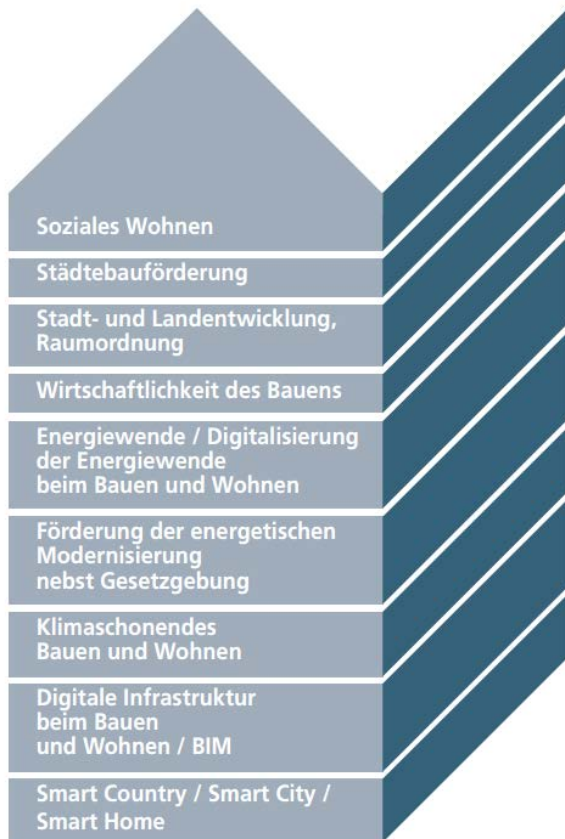 Soziales Wohnen
Städtebauförderung
Stadt- und Landentwicklung,
Raumordnung
Wirtschaftlichkeit des Bauens
Energiewende / Digitalisierung
der Energiewende
beim Bauen und Wohnen
Förderung der energetischen
Modernisierung
nebst Gesetzgebung
Klimaschonendes
Bauen und Wohnen
Digitale Infrastruktur
beim Bauen
und Wohnen / BIM
Smart Country / Smart City /
Smart Home